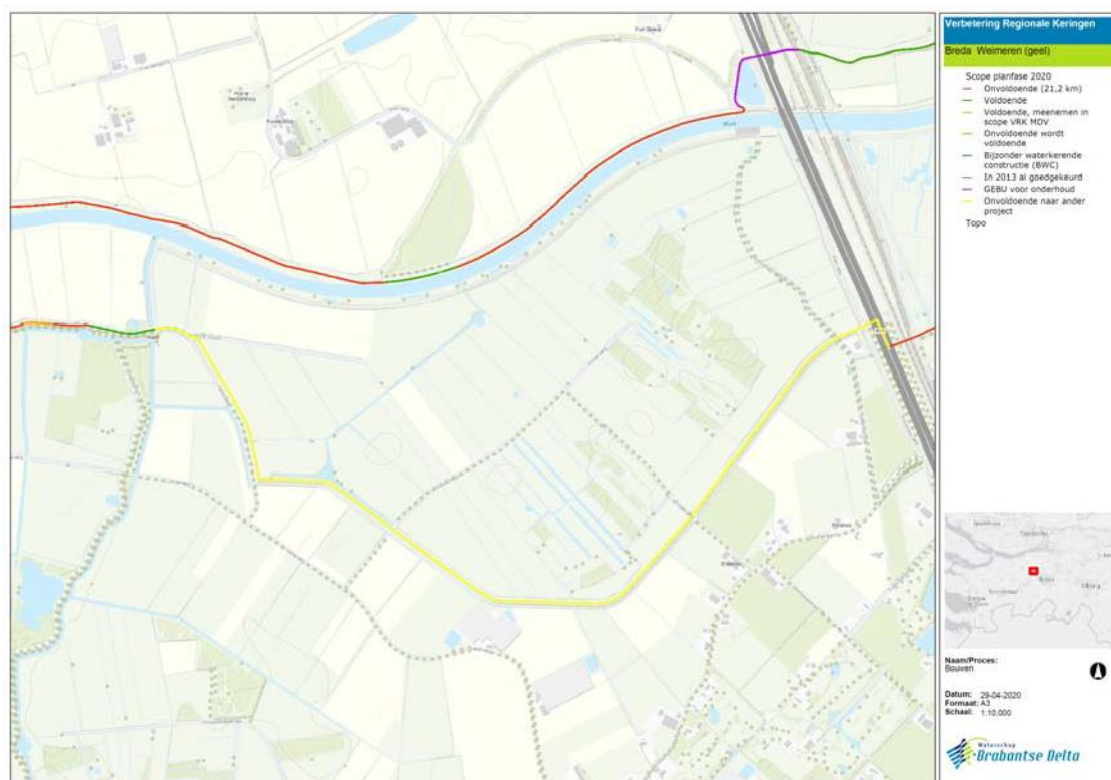 Verbetering Regionale Keringen
Breda Weimeren (geel)
Scope planfase 2020
Onvoldoende (21,2 km)
Voldoende
Voldoende, meenemen in
scope VRK MDV
Onvoldoende wordt
voldoende
Bijzonder waterkerende
constructie (BWC)
In 2013 al goedgekeurd
GEBU voor onderhoud
Onvoldoende naar ander
project
Topo
Naam/Proces:
Bouwen
Datum: 29-04-2020
Formaat: A3
Schaal: 1:10,000
Waterschap
Brabantse Delta